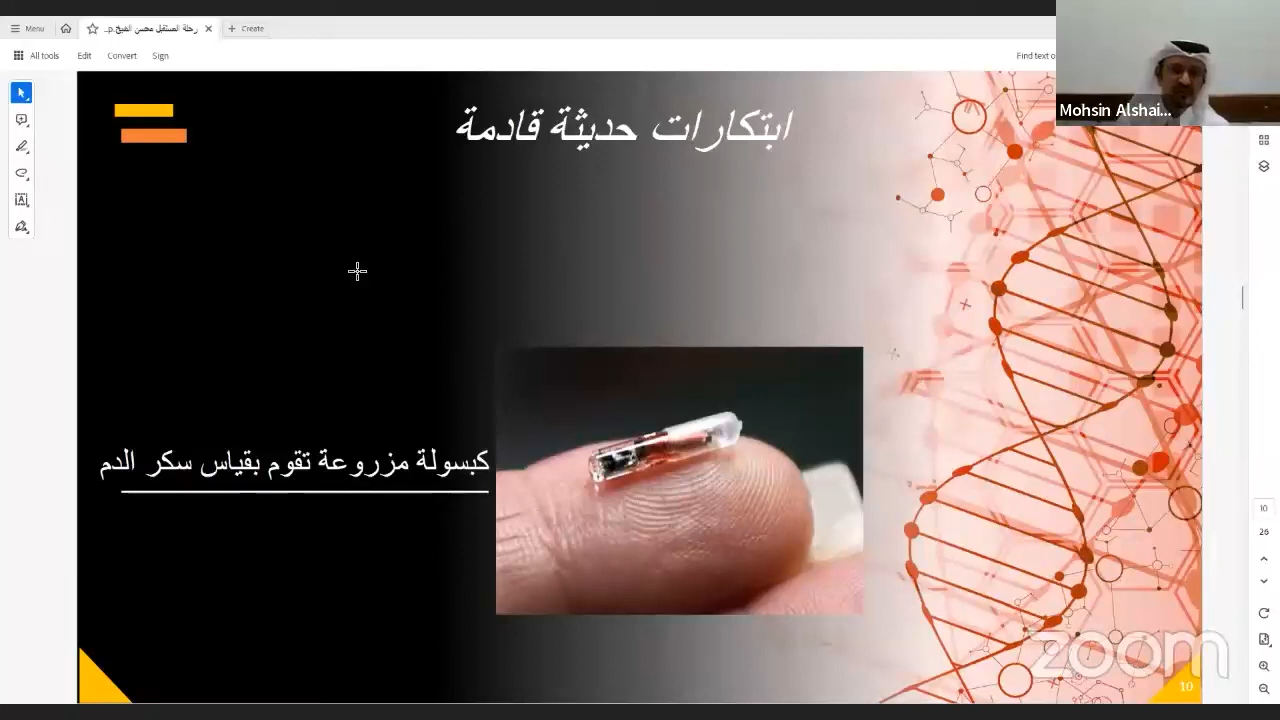 Menu
رحلة المستقبل محسن الشيخ.p...
Create
All tools
Edit
Convert
Sign
Find text o
Mohsin Alshai...
ابتكارات حديثة قادمة
كبسولة مزروعة تقوم بقياس سكر الدم
10
26
zoom
10